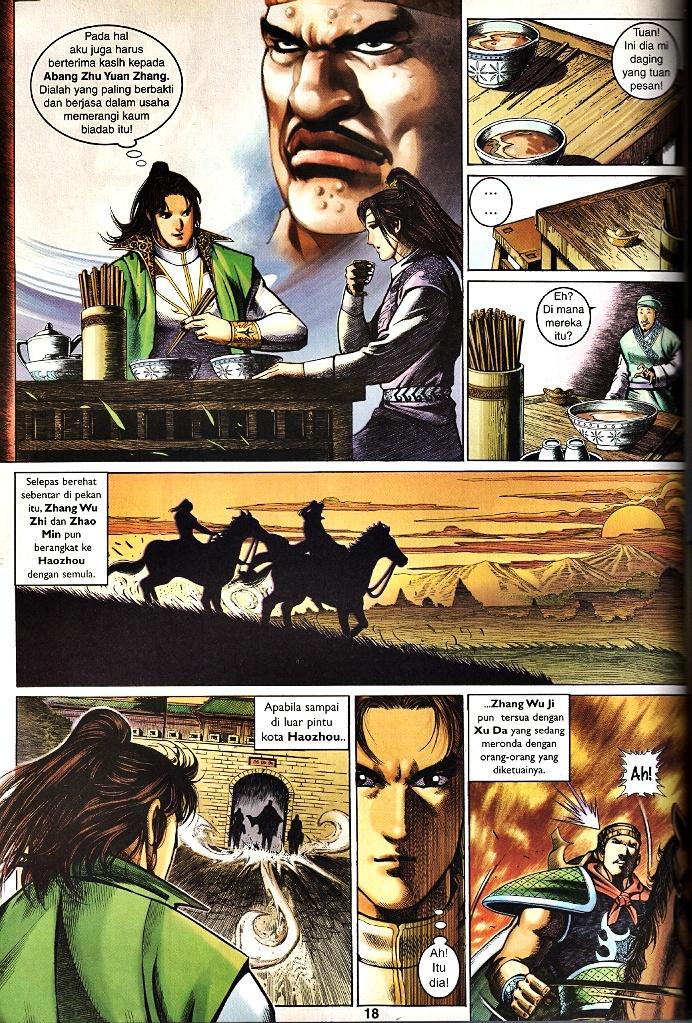 Pada hal
aku juga harus
berterima kasih kepada
Abang Zhu Yuan Zhang.
Dialah yang paling berbakti
dan berjasa dalam usaha
memerangi kaum
biadab itu!
Tuan!
Ini dia mi
daging
yang tuan
pesan!
...
...
Eh?
Di mana
mereka
itu?
Selepas berehat
sebentar di pekan
itu, Zhang Wu
Zhi dan Zhao
Min pun
berangkat ke
Haozhou
dengan semula.
Apabila sampai
di luar pintu
kota Haozhou..
Ah!
Itu
dia!
...Zhang Wu Ji
pun tersua dengan
Xu Da yang sedang
meronda dengan
orang-orang yang
diketuainya.
Ah!
18